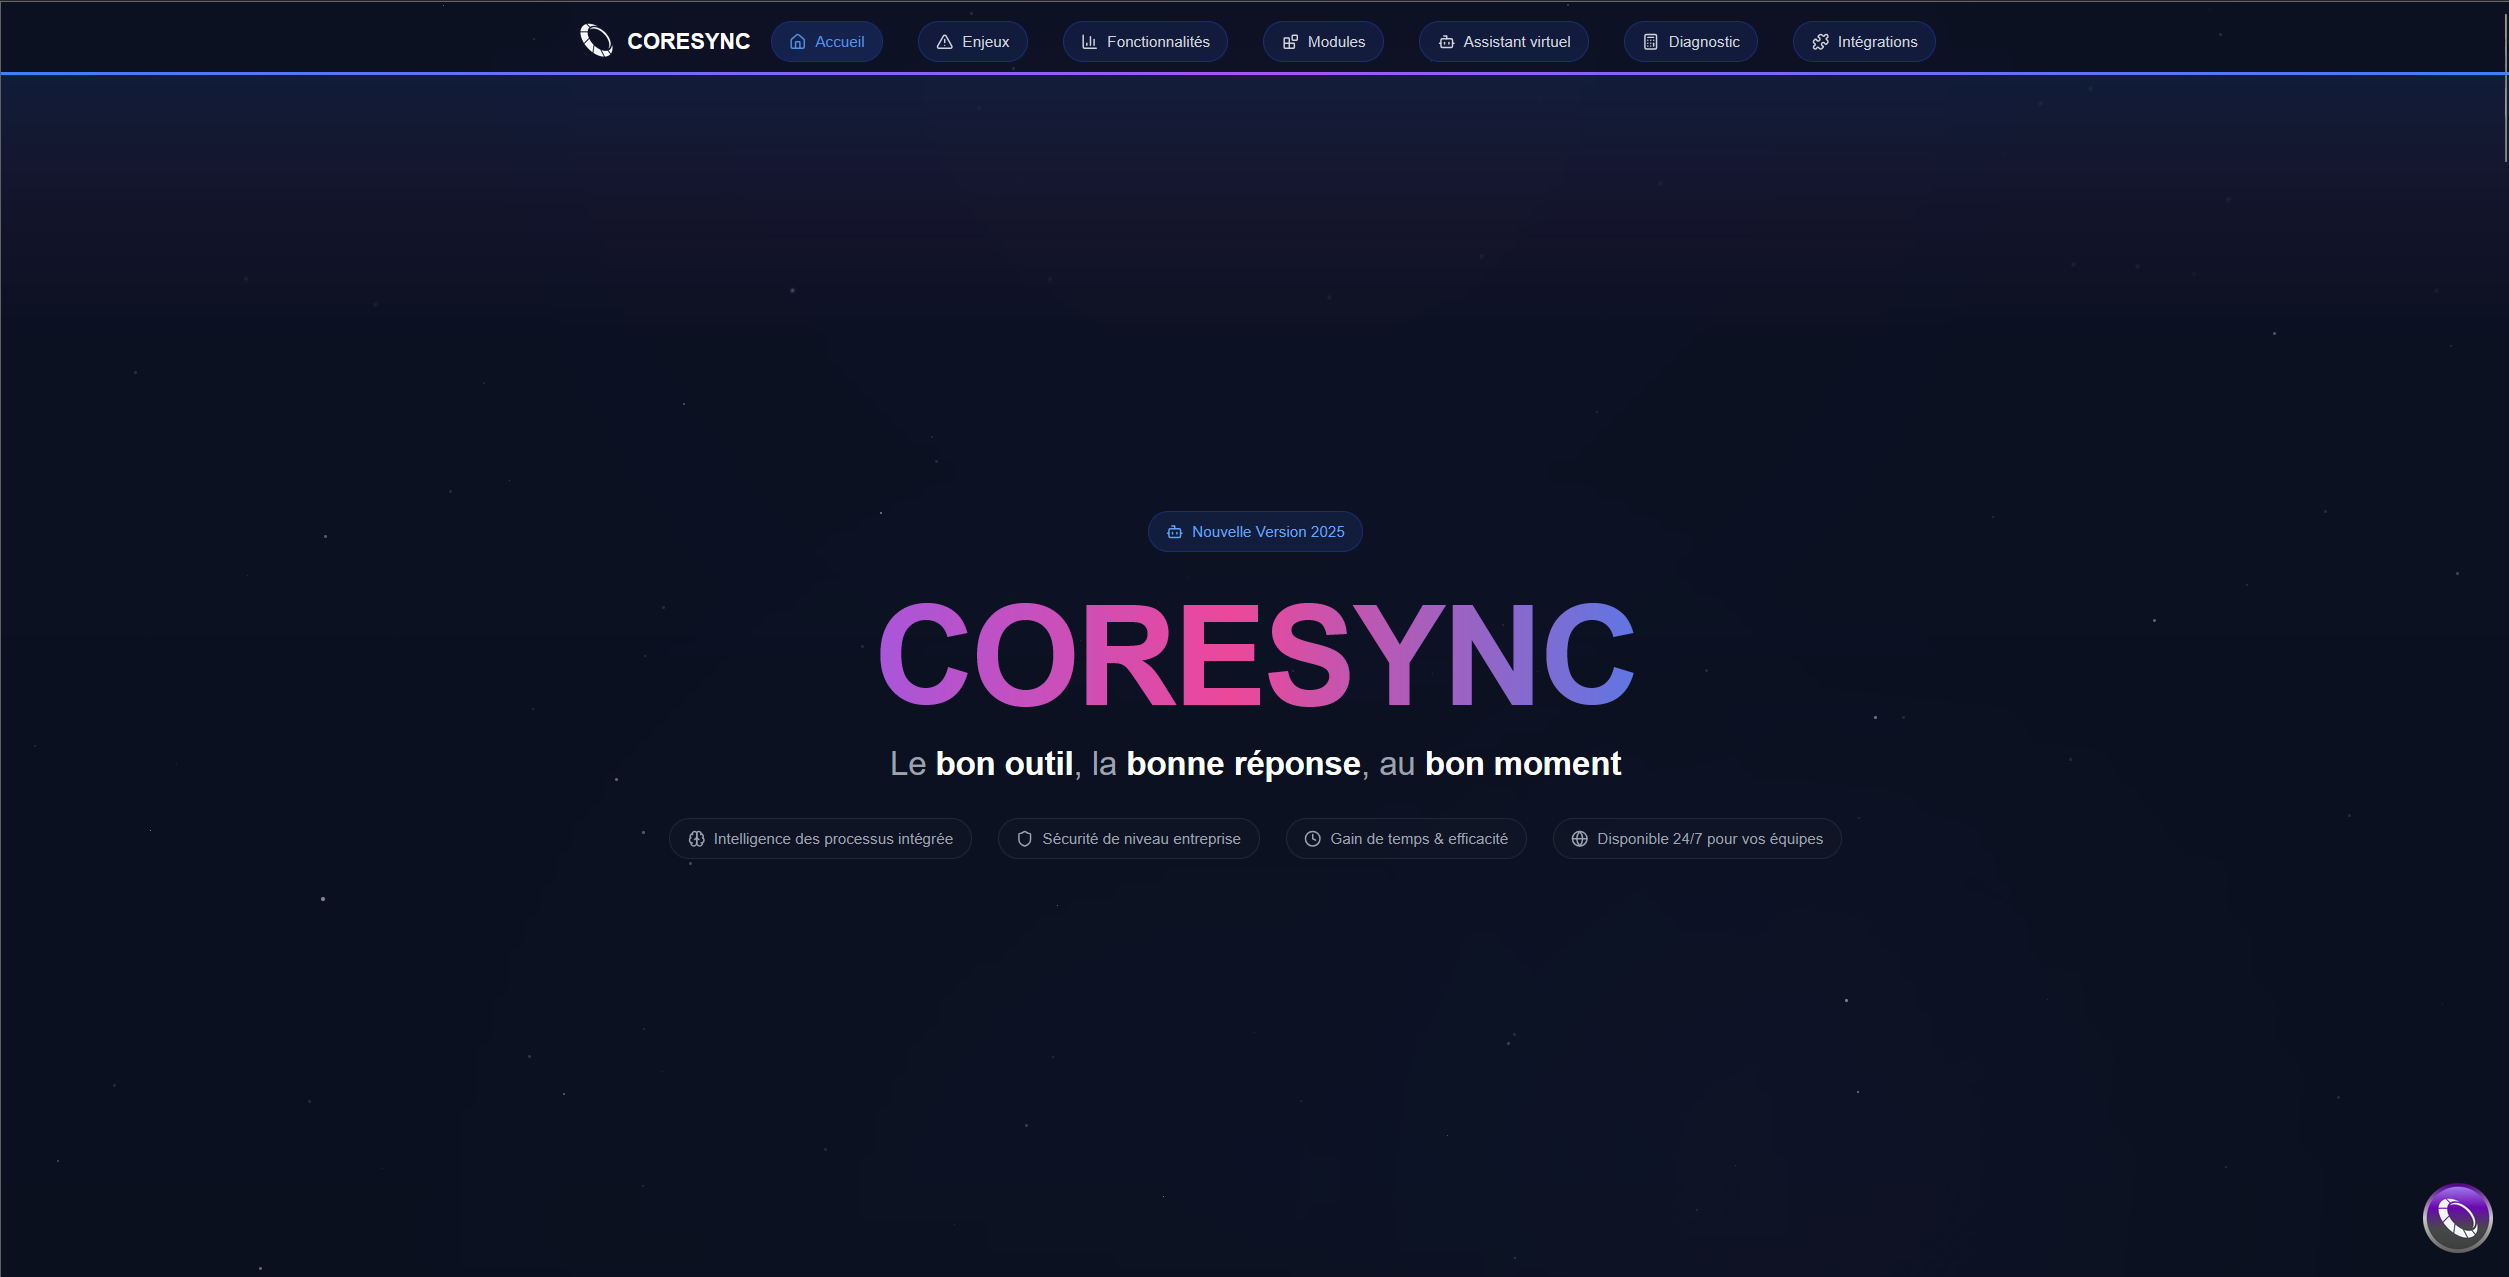 CORESYNC Accueil Enjeux Fonctionnalités Modules Assistant virtuel Diagnostic Intégrations
Nouvelle Version 2025
CORESYNC
Le bon outil, la bonne réponse, au bon moment
Intelligence des processus intégrée Sécurité de niveau entreprise Gain de temps & efficacité Disponible 24/7 pour vos équipes